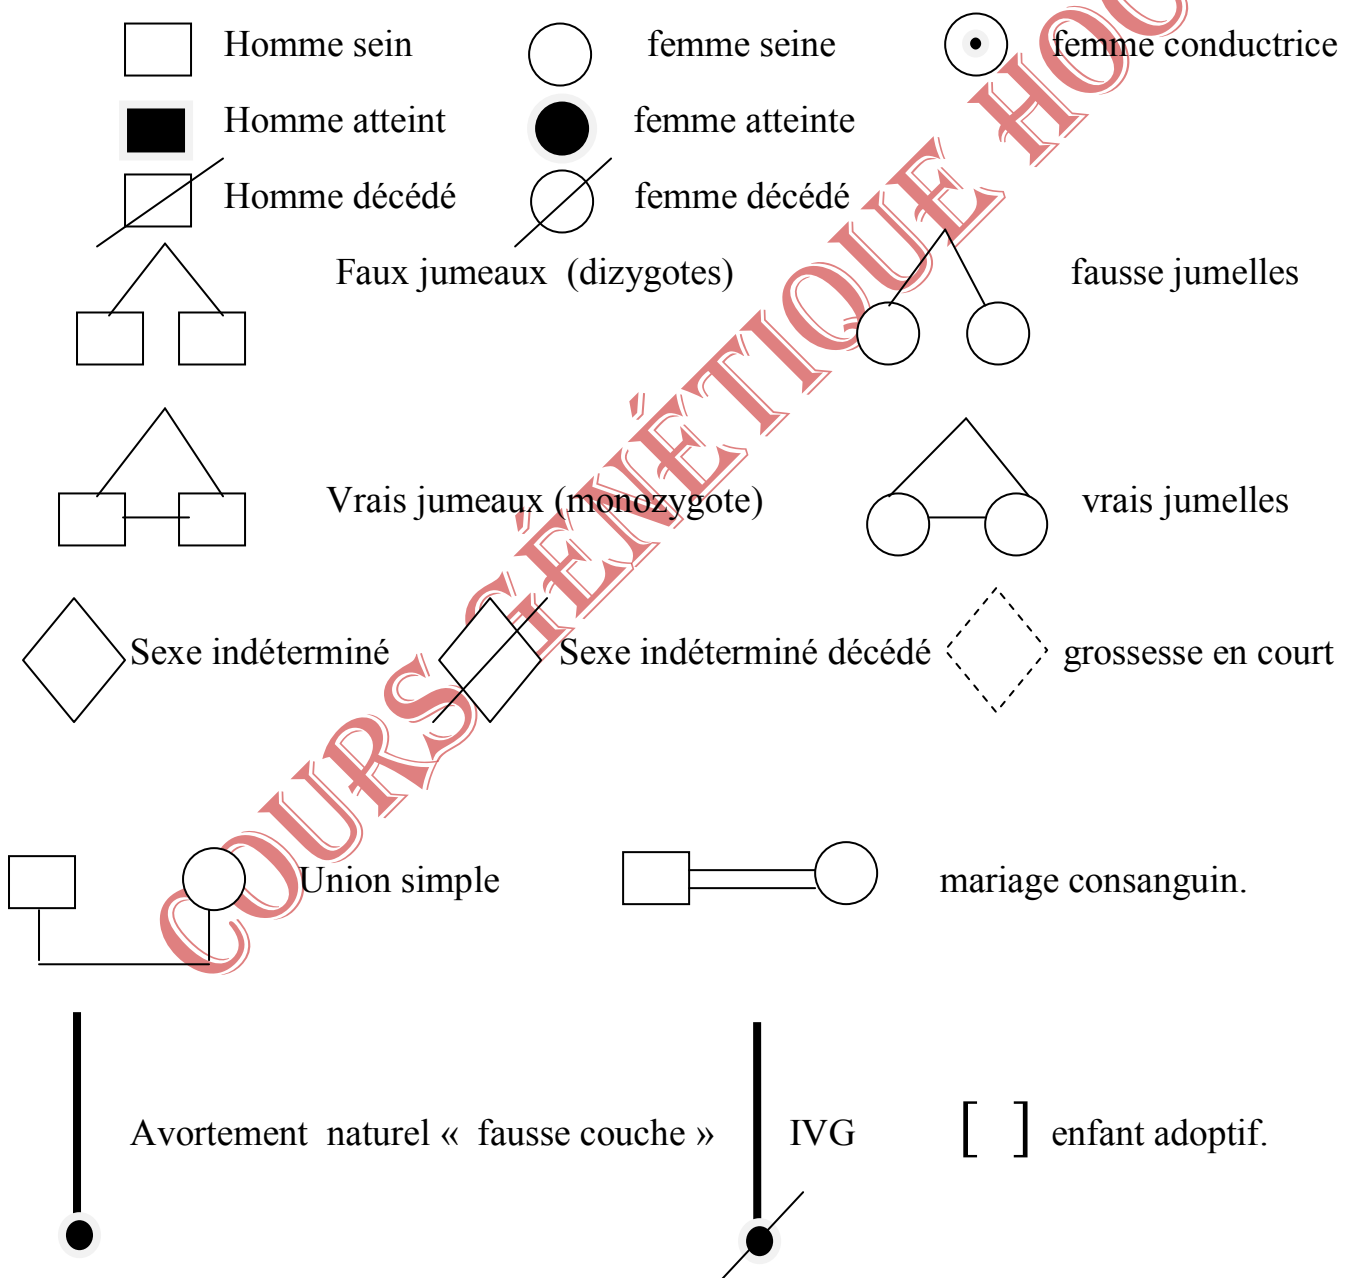 Homme sein femme seine femme conductrice
Homme atteint femme atteinte
Homme décédé femme décédé
Faux jumeaux (dizygotes) fausse jumelles
Vrais jumeaux (monozygote) vrais jumelles
Sexe indéterminé Sexe indéterminé décédé grossesse en court
Union simple mariage consanguin.
Avortement naturel « fausse couche » IVG [ ] enfant adoptif.
COURS GÉNÉTIQUE